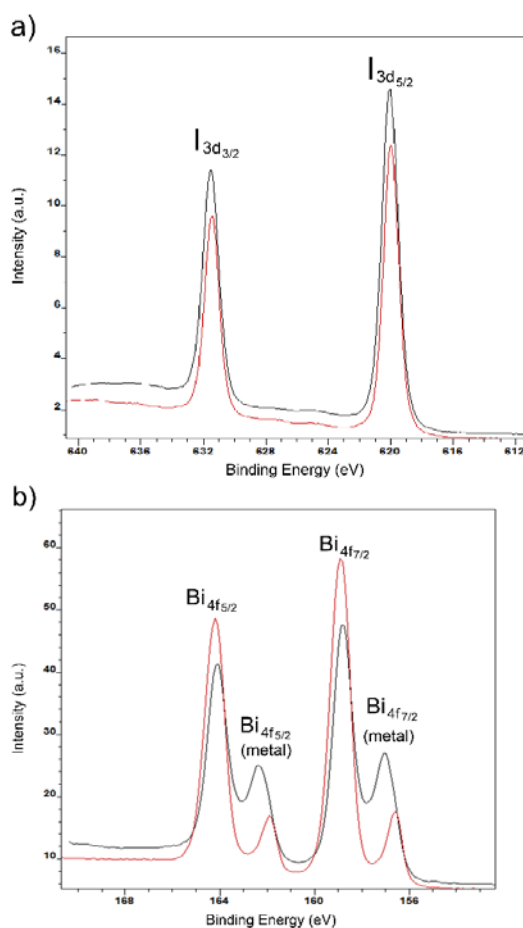 a)
I3d3/2
I3d5/2
16
14
12
10
8
6
4
2
Intensity (a.u.)
640 636 632 628 624 620 616 612
Binding Energy (eV)
b)
Bi4f5/2
Bi4f7/2
Bi4f5/2
(metal)
Bi4f7/2
(metal)
60
50
40
30
20
10
Intensity (a.u.)
168 164 160 156
Binding Energy (eV)